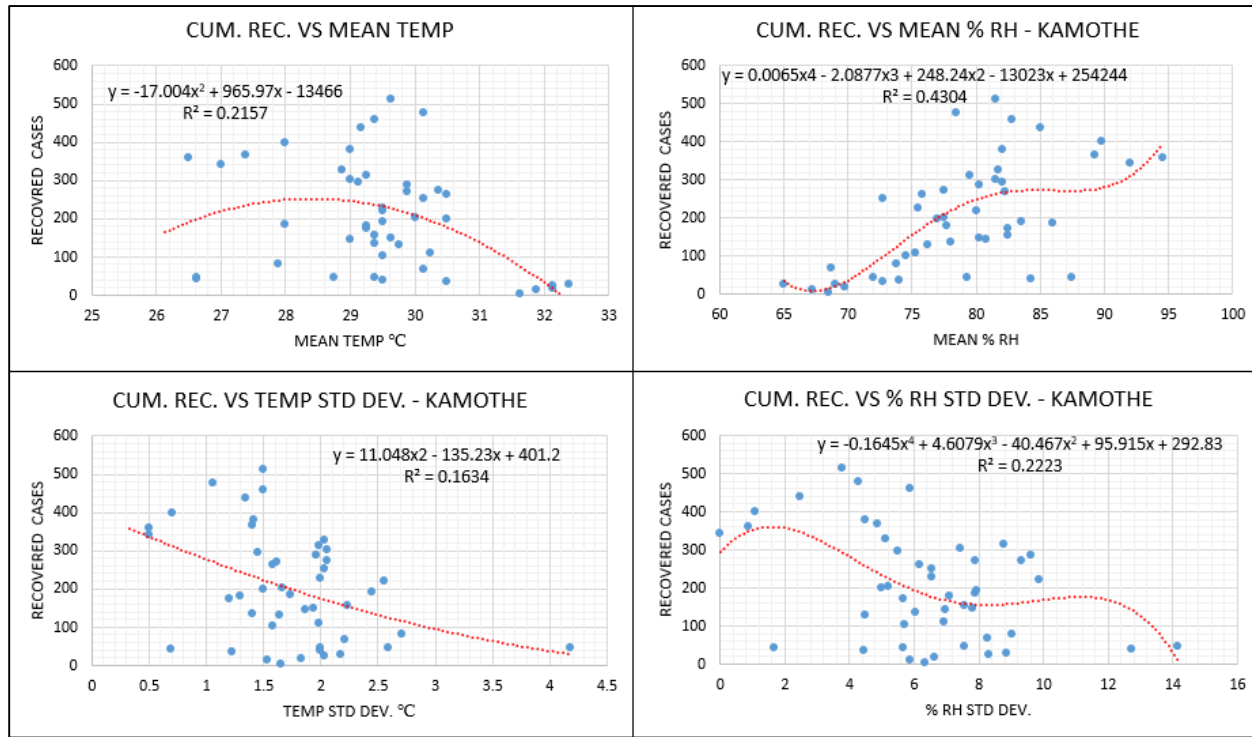 CUM. REC. VS MEAN TEMP
y = -17.004x² + 965.97x - 13466
R² = 0.2157
RECOVERED CASES
600
500
400
300
200
100
0
25 26 27 28 29 30 31 32 33
MEAN TEMP ℃
CUM. REC. VS MEAN % RH - KAMOTHE
y = 0.0065x4 - 2.0877x3 + 248.24x2 - 13023x + 254244
R² = 0.4304
RECOVERED CASES
600
500
400
300
200
100
0
60 65 70 75 80 85 90 95 100
MEAN % RH
CUM. REC. VS TEMP STD DEV. - KAMOTHE
y = 11.048x2 - 135.23x + 401.2
R² = 0.1634
RECOVERED CASES
600
500
400
300
200
100
0
0 0.5 1 1.5 2 2.5 3 3.5 4 4.5
TEMP STD DEV. ℃
CUM. REC. VS % RH STD DEV. - KAMOTHE
y = -0.1645x⁴ + 4.6079x³ - 40.467x² + 95.915x + 292.83
R² = 0.2223
RECOVERED CASES
600
500
400
300
200
100
0
0 2 4 6 8 10 12 14 16
% RH STD DEV.